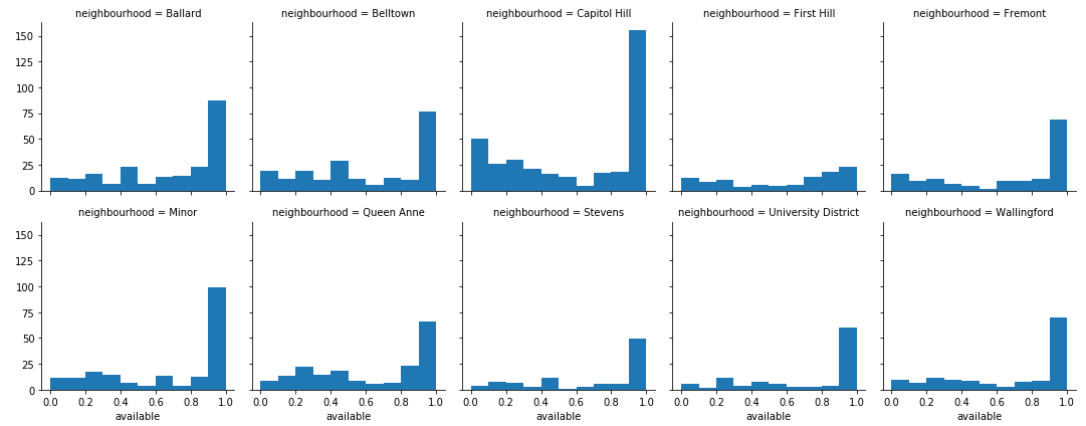 neighbourhood = Ballard
neighbourhood = Belltown
neighbourhood = Capitol Hill
neighbourhood = First Hill
neighbourhood = Fremont
150
125
100
75
50
25
0
neighbourhood = Minor
neighbourhood = Queen Anne
neighbourhood = Stevens
neighbourhood = University District
neighbourhood = Wallingford
150
125
100
75
50
25
0
0.0 0.2 0.4 0.6 0.8 1.0
available
0.0 0.2 0.4 0.6 0.8 1.0
available
0.0 0.2 0.4 0.6 0.8 1.0
available
0.0 0.2 0.4 0.6 0.8 1.0
available
0.0 0.2 0.4 0.6 0.8 1.0
available